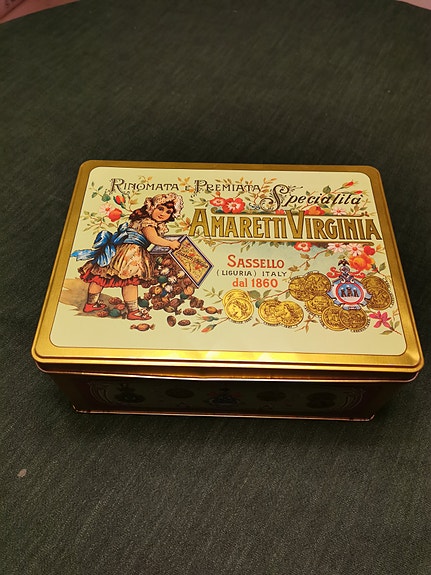 RINOMATA E PREMIATA Specialità
AMARETTI VIRGINIA
SASSELLO
(LIGURIA) ITALY
dal 1860